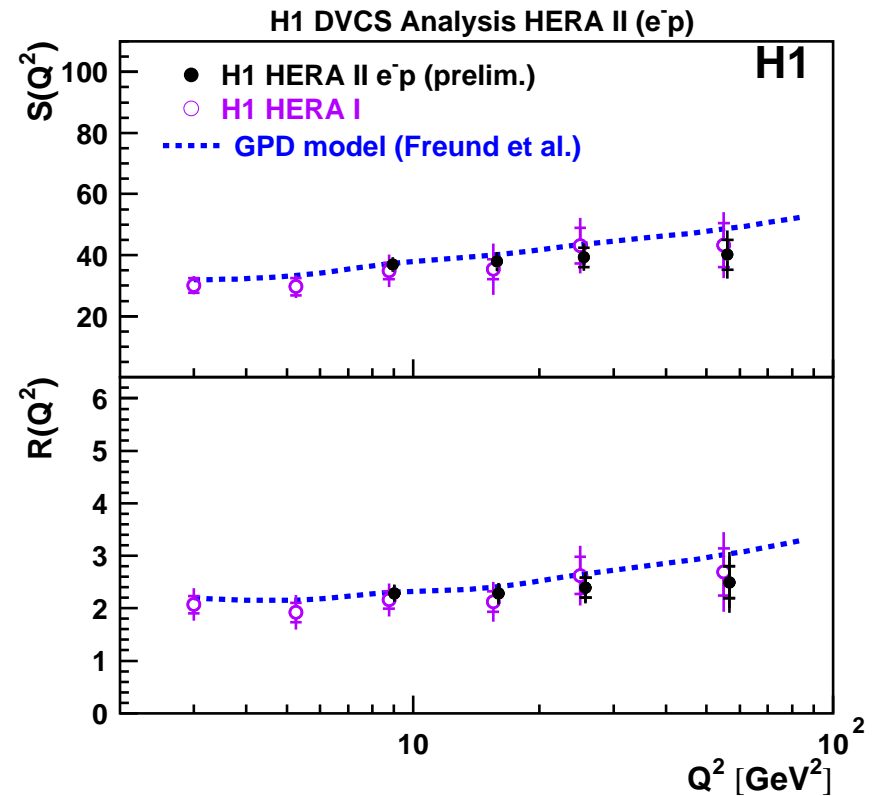 H1 DVCS Analysis HERA II (e⁻p)
S(Q²)
100
80
60
40
20
H1
H1 HERA II e⁻p (prelim.)
H1 HERA I
GPD model (Freund et al.)
R(Q²)
6
5
4
3
2
1
0
10
10²
Q² [GeV²]